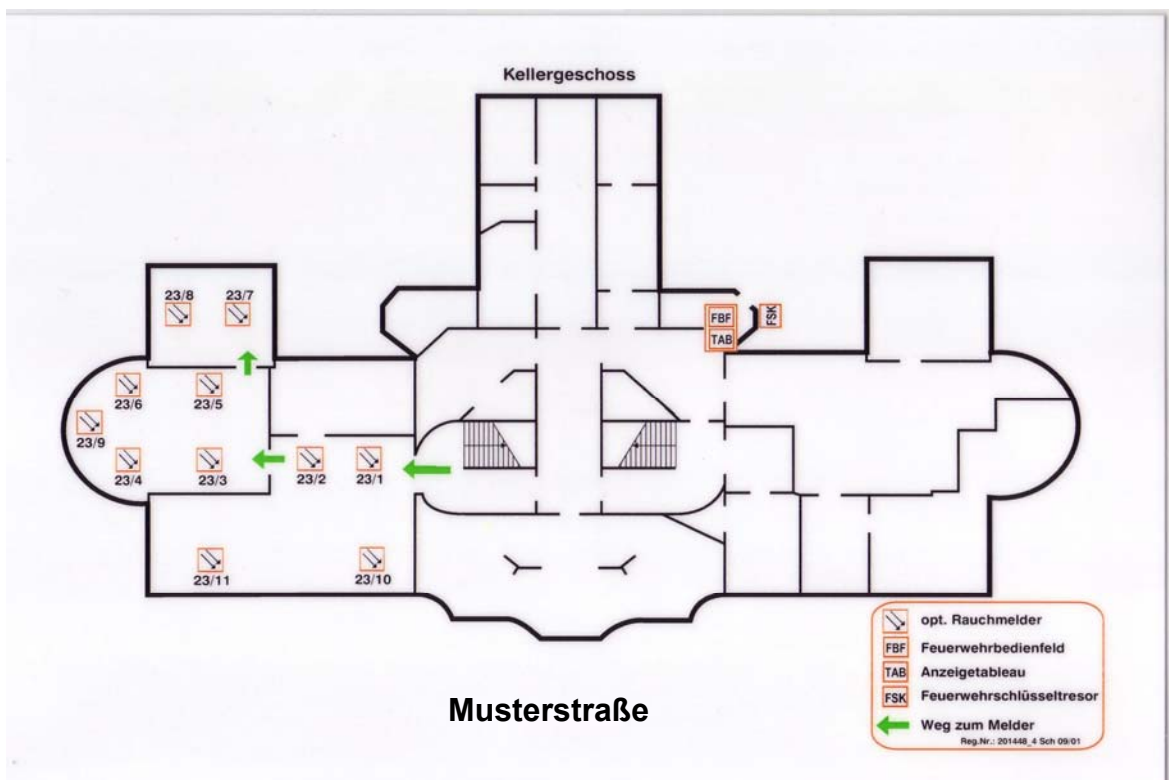 Kellergeschoss
23/8
23/7
FBF
TAB
FSK
23/6
23/5
23/9
23/4
23/3
23/2
23/1
23/11
23/10
opt. Rauchmelder
FBF Feuerwehrbedienfeld
TAB Anzeigetableau
FSK Feuerwehrschlüsseltresor
Weg zum Melder
Reg.Nr.: 201448_4 Sch 09/01
Musterstraße